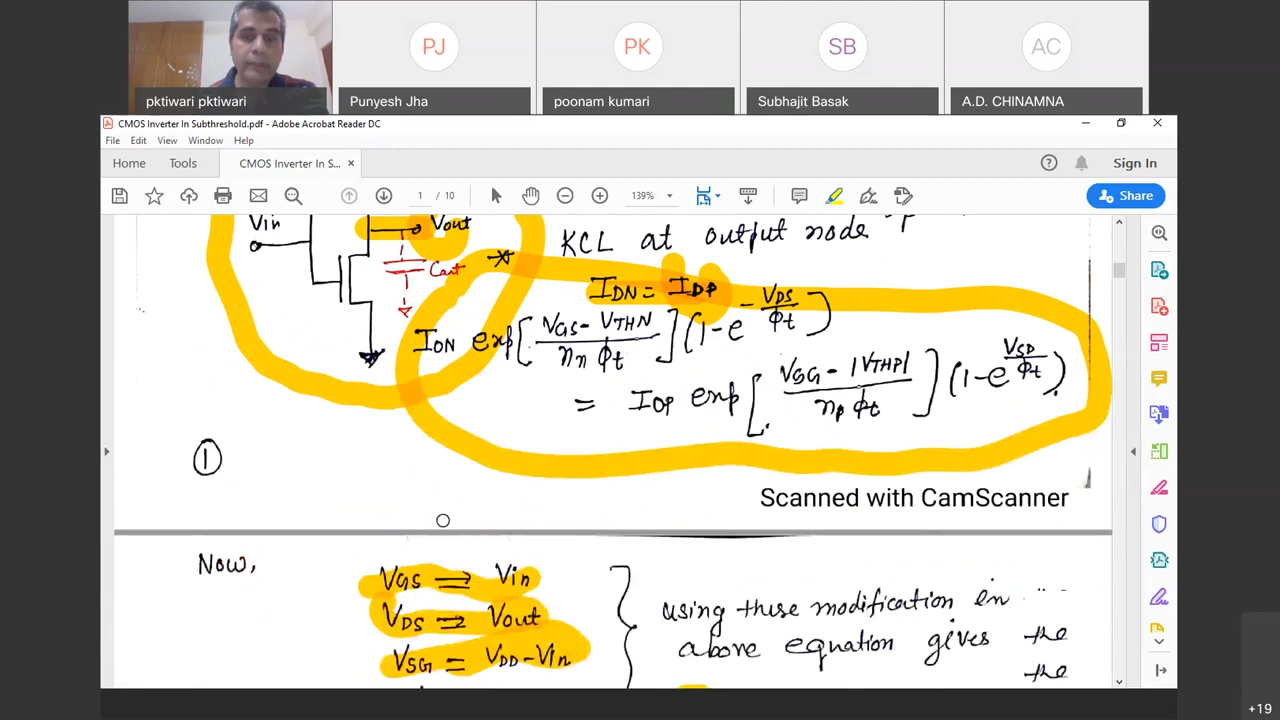 PJ
PK
SB
AC
pktiwari pktiwari
Punyesh Jha
poonam kumari
Subhajit Basak
A.D. CHINAMNA
CMOS Inverter In Subthreshold.pdf - Adobe Acrobat Reader DC
File Edit View Window Help
Home Tools CMOS Inverter In S... × Sign In
1 / 10 139% Share
Vin Vout
KCL at output node
Cout
IDN = IDP
ION exp[(VGS - VTHN)/(nn ϕt)] (1 - e^(-VDS/ϕt))
= IOP exp[(VSG - |VTHP|)/(np ϕt)] (1 - e^(VSD/ϕt))
1
Scanned with CamScanner
Now,
VGS ⇒ Vin
VDS ⇒ Vout
VSG = VDD - Vin
using these modification in
above equation gives the
the
+19